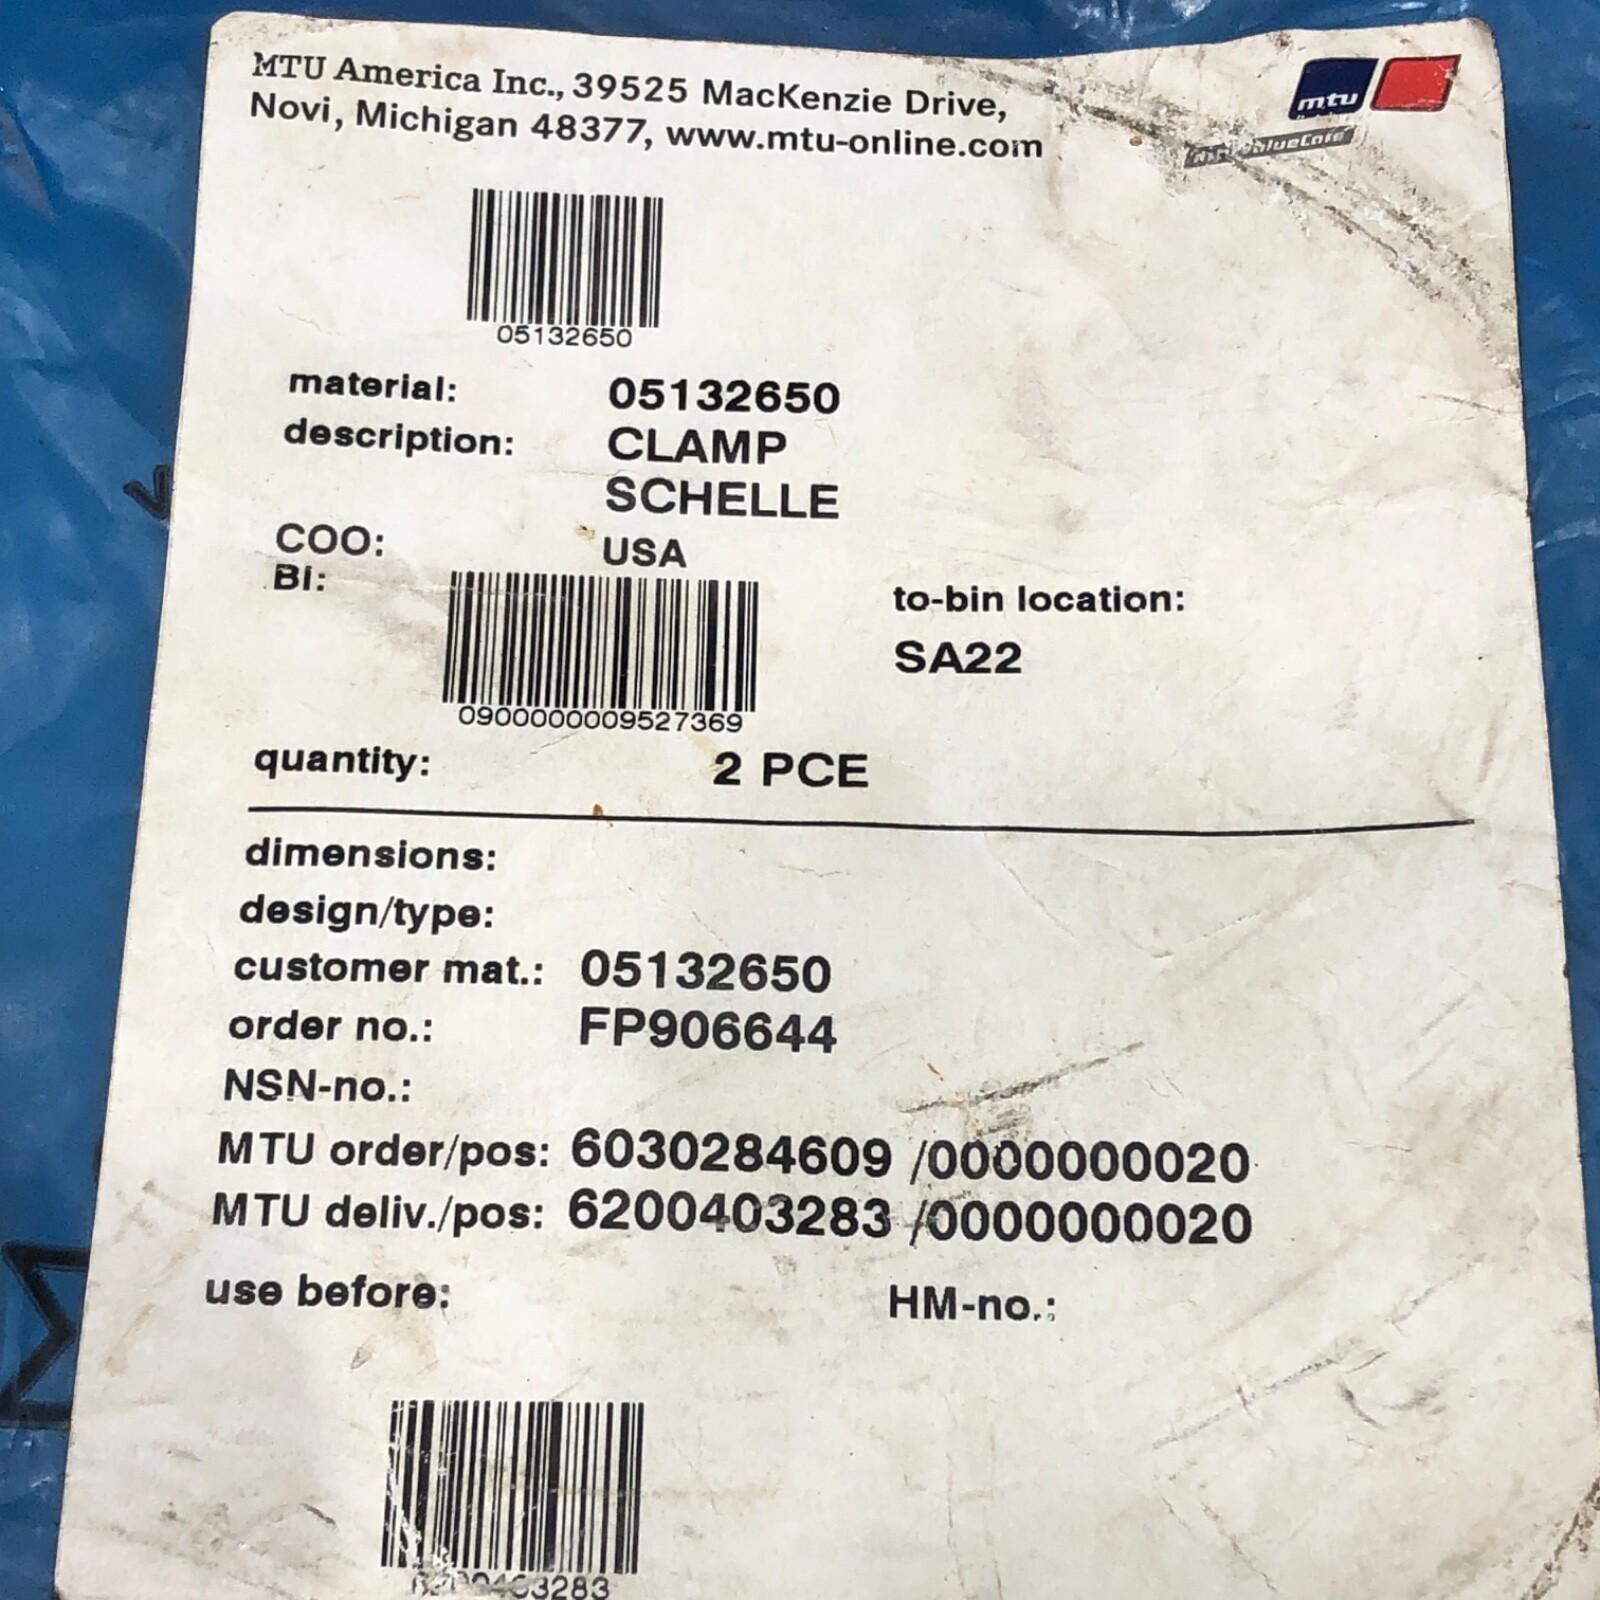 MTU America Inc., 39525 MacKenzie Drive,
Novi, Michigan 48377, www.mtu-online.com
mtu
05132650
material: 05132650
description: CLAMP
SCHELLE
COO: USA
BI:
to-bin location:
SA22
0900000009527369
quantity: 2 PCE
dimensions:
design/type:
customer mat.: 05132650
order no.: FP906644
NSN-no.:
MTU order/pos: 6030284609 /0000000020
MTU deliv./pos: 6200403283 /0000000020
use before: HM-no.: